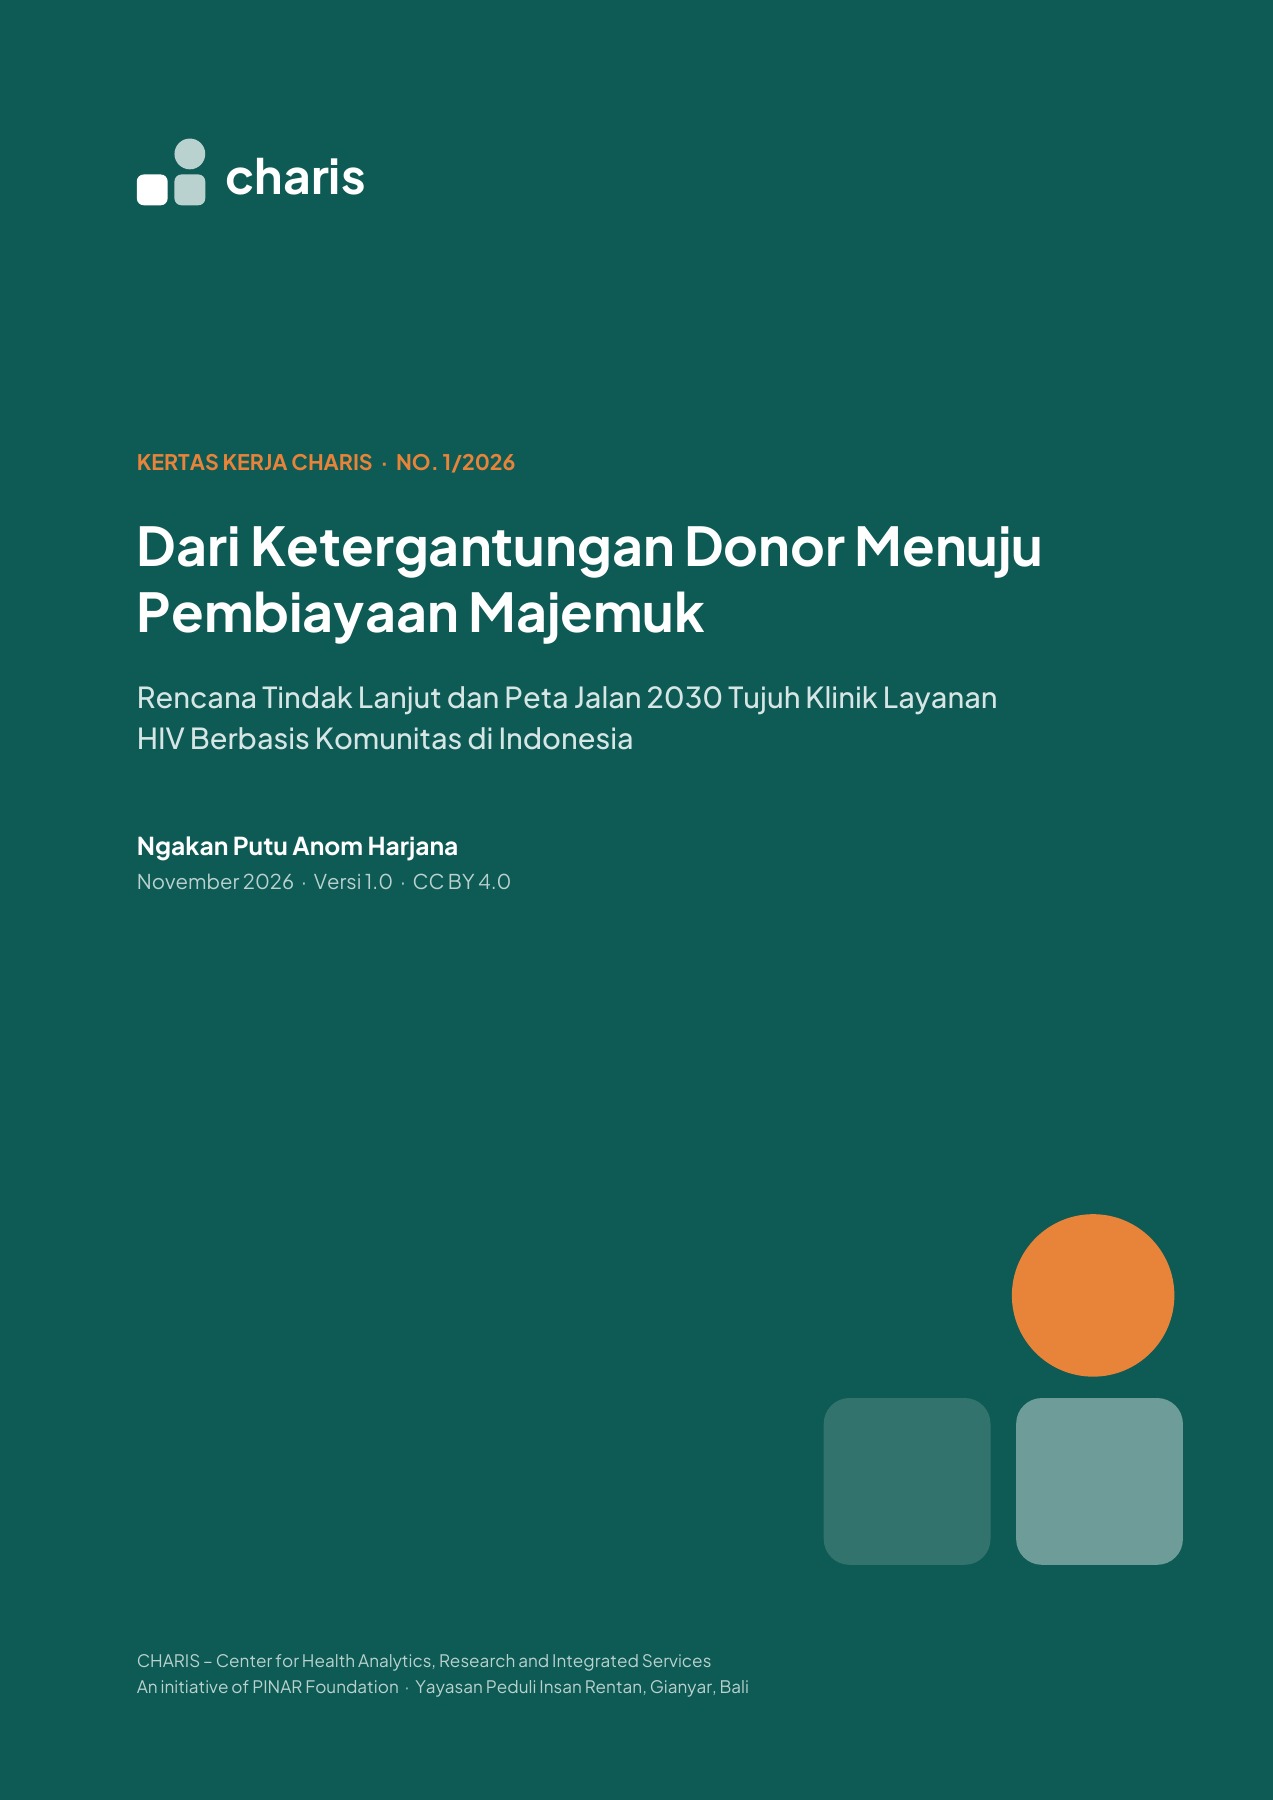 charis
KERTAS KERJA CHARIS · NO. 1/2026
Dari Ketergantungan Donor Menuju
Pembiayaan Majemuk
Rencana Tindak Lanjut dan Peta Jalan 2030 Tujuh Klinik Layanan
HIV Berbasis Komunitas di Indonesia
Ngakan Putu Anom Harjana
November 2026 · Versi 1.0 · CC BY 4.0
CHARIS – Center for Health Analytics, Research and Integrated Services
An initiative of PINAR Foundation · Yayasan Peduli Insan Rentan, Gianyar, Bali